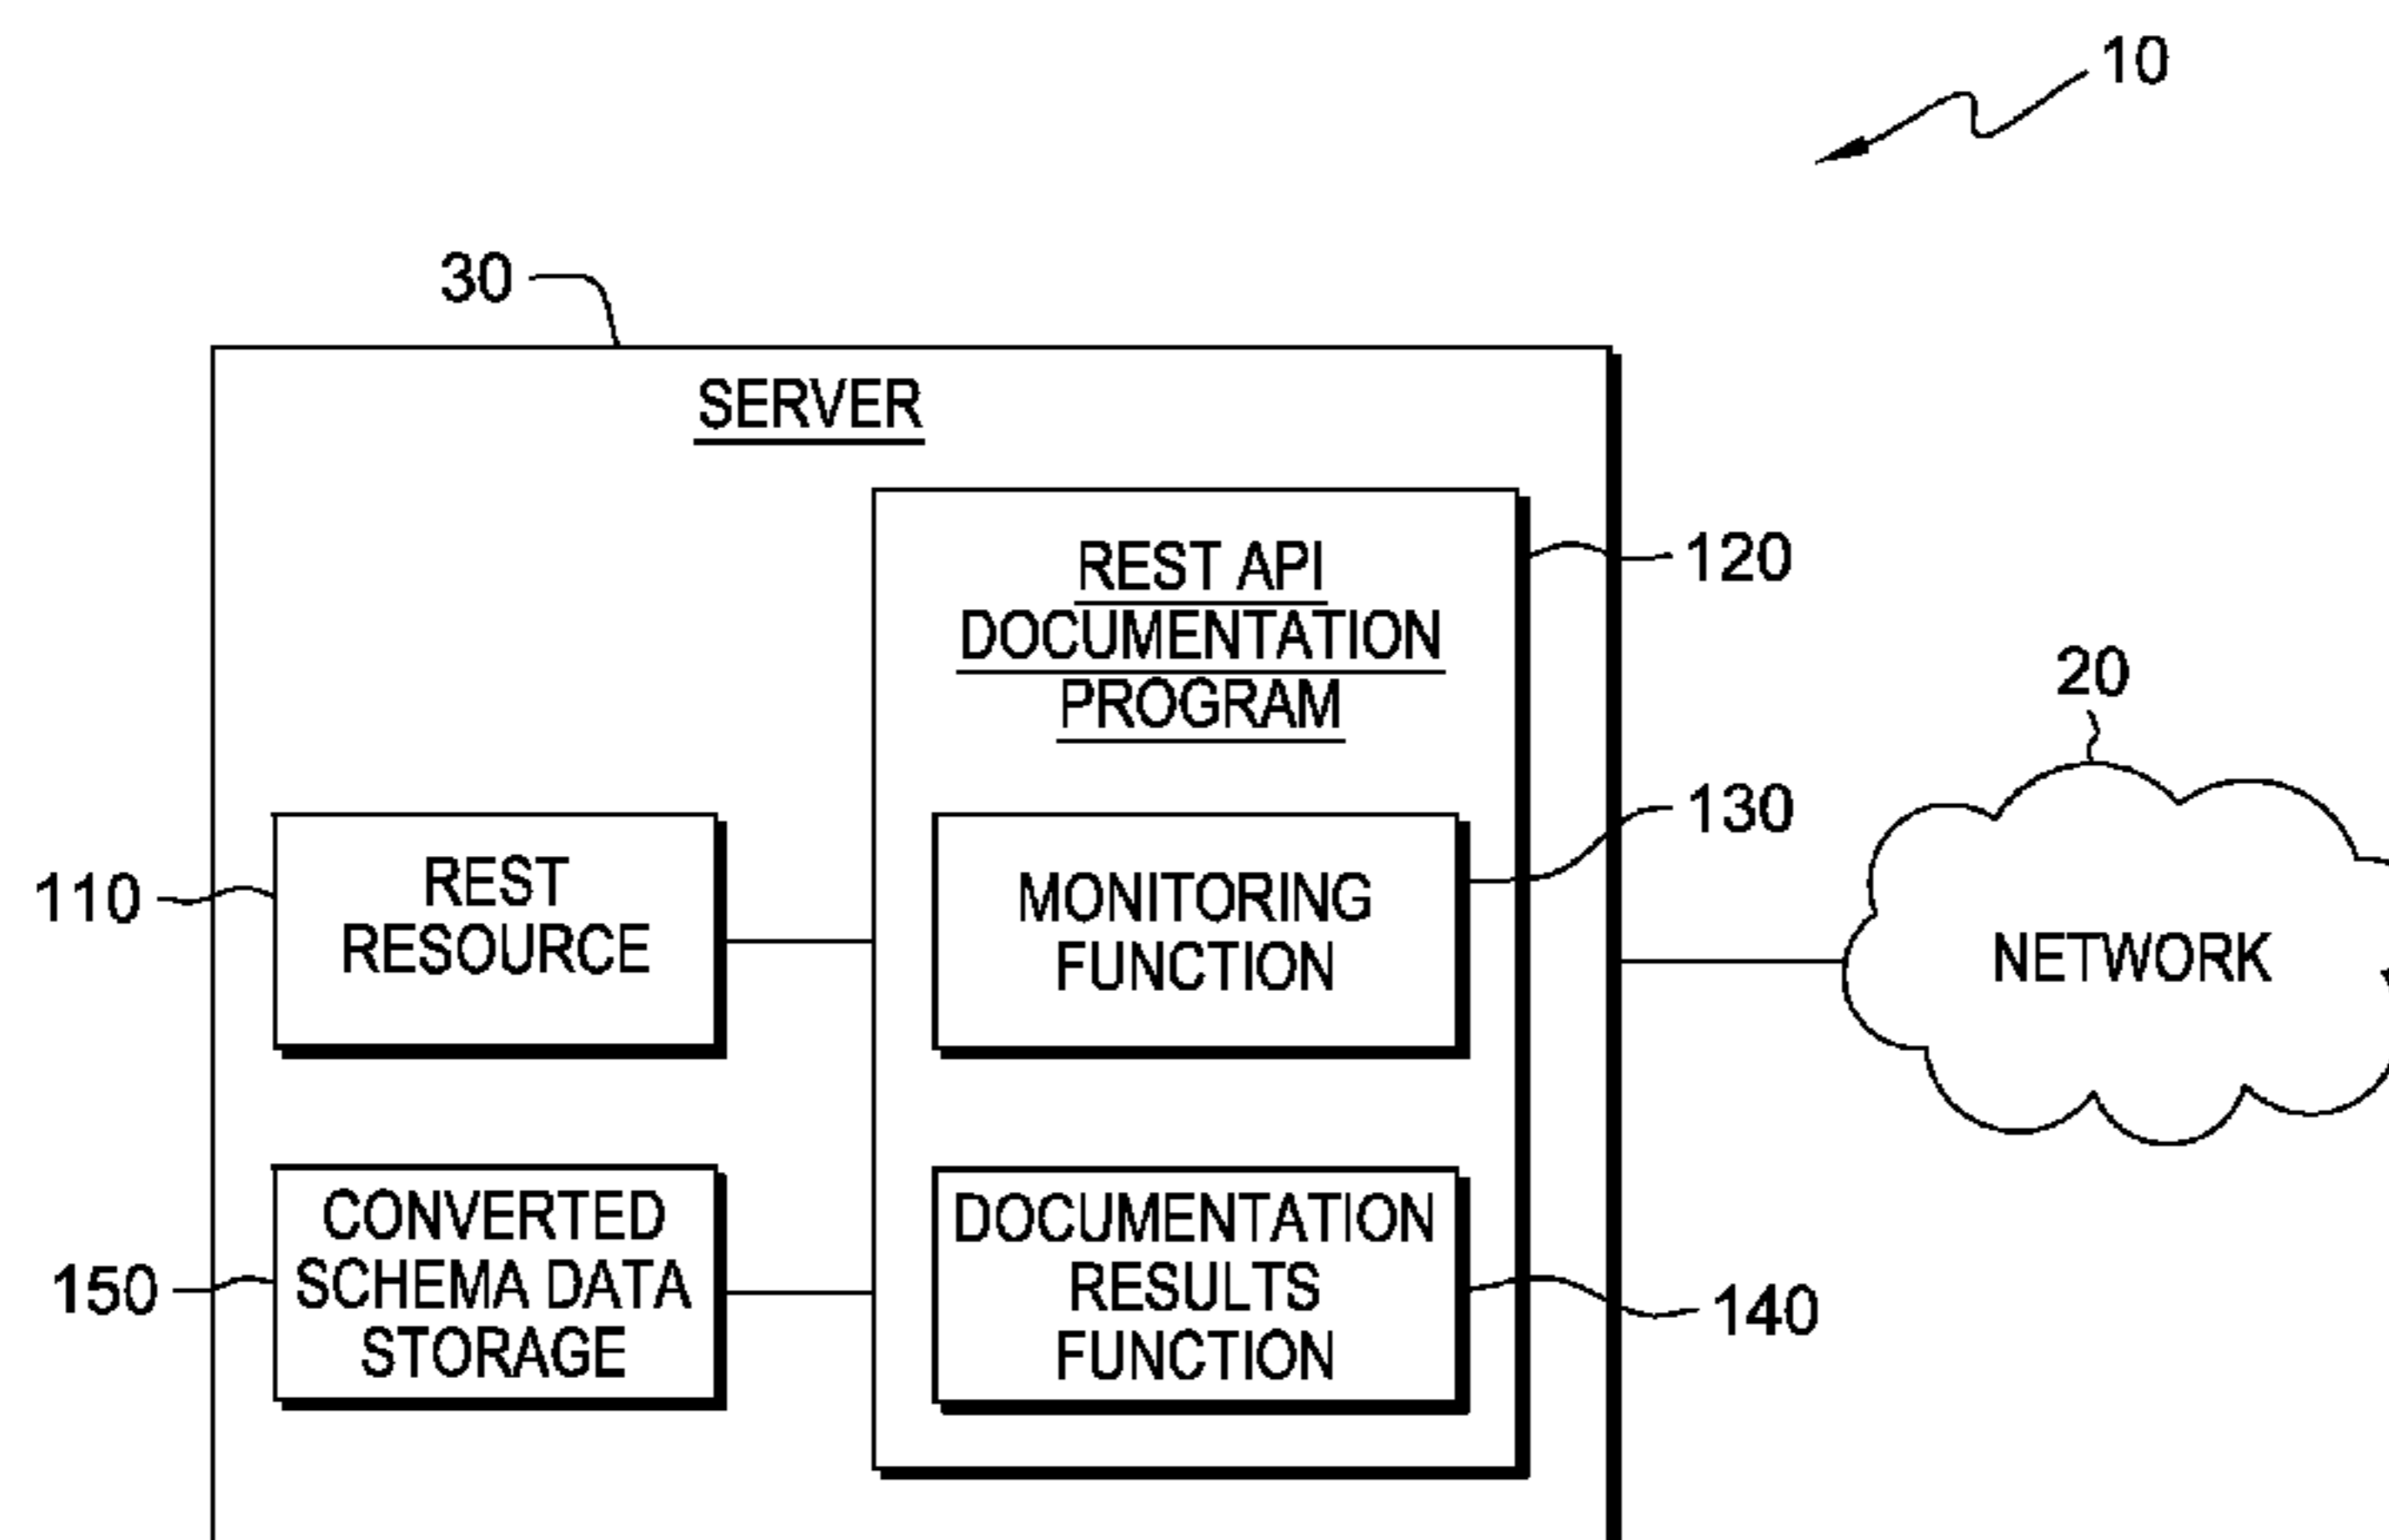 10
30
SERVER
REST API
DOCUMENTATION
PROGRAM
120
20
130
110
REST
RESOURCE
MONITORING
FUNCTION
NETWORK
150
CONVERTED
SCHEMA DATA
STORAGE
DOCUMENTATION
RESULTS
FUNCTION
140